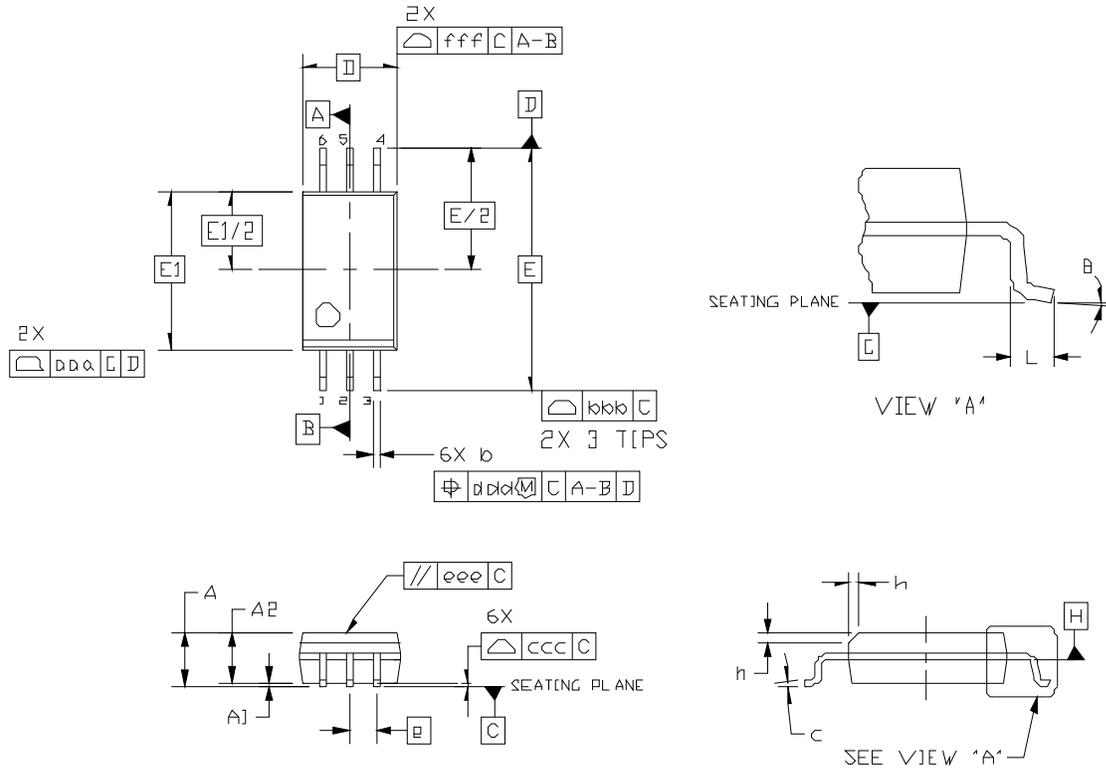 2X
fff C A-B
D
A
D
6 5 4
E1/2
E/2
E1
E
2X
aaa C D
1 2 3
B
bbb C
2X 3 TIPS
6X b
ddd M C A-B D
SEATING PLANE
C
θ
L
VIEW "A"
// eee C
A
A2
6X
ccc C
SEATING PLANE
A1
e
C
h
H
h
c
SEE VIEW "A"